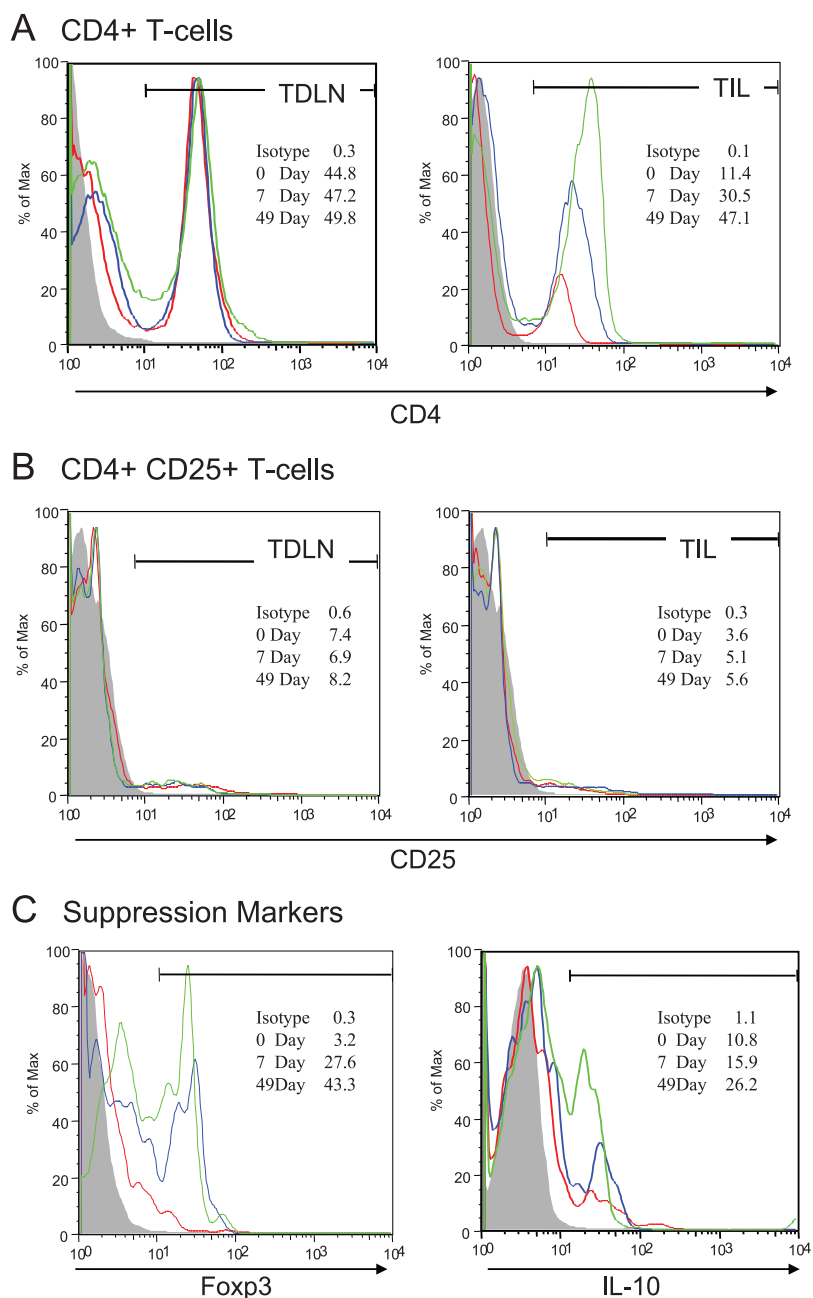 A CD4+ T-cells
100
80
60
40
20
0
% of Max
TDLN
Isotype 0.3
0 Day 44.8
7 Day 47.2
49 Day 49.8
10⁰ 10¹ 10² 10³ 10⁴
100
80
60
40
20
0
% of Max
TIL
Isotype 0.1
0 Day 11.4
7 Day 30.5
49 Day 47.1
10⁰ 10¹ 10² 10³ 10⁴
CD4
B CD4+ CD25+ T-cells
100
80
60
40
20
0
% of Max
TDLN
Isotype 0.6
0 Day 7.4
7 Day 6.9
49 Day 8.2
10⁰ 10¹ 10² 10³ 10⁴
100
80
60
40
20
0
% of Max
TIL
Isotype 0.3
0 Day 3.6
7 Day 5.1
49 Day 5.6
10⁰ 10¹ 10² 10³ 10⁴
CD25
C Suppression Markers
100
80
60
40
20
0
% of Max
Isotype 0.3
0 Day 3.2
7 Day 27.6
49Day 43.3
10⁰ 10¹ 10² 10³ 10⁴
Foxp3
100
80
60
40
20
0
% of Max
Isotype 1.1
0 Day 10.8
7 Day 15.9
49Day 26.2
10⁰ 10¹ 10² 10³ 10⁴
IL-10